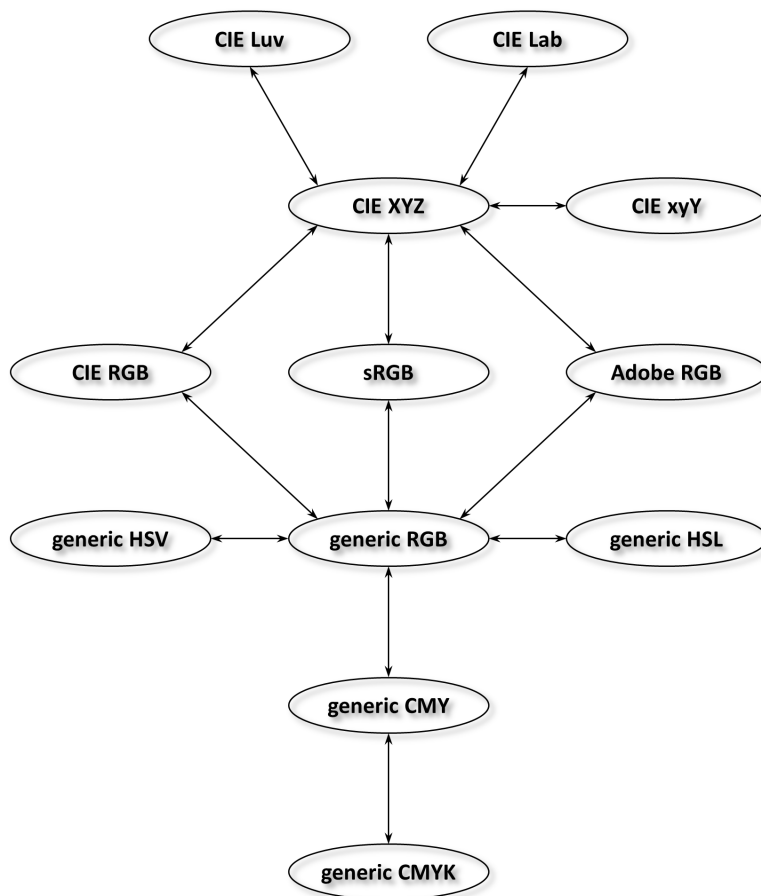 CIE Luv
CIE Lab
CIE XYZ
CIE xyY
CIE RGB
sRGB
Adobe RGB
generic HSV
generic RGB
generic HSL
generic CMY
generic CMYK